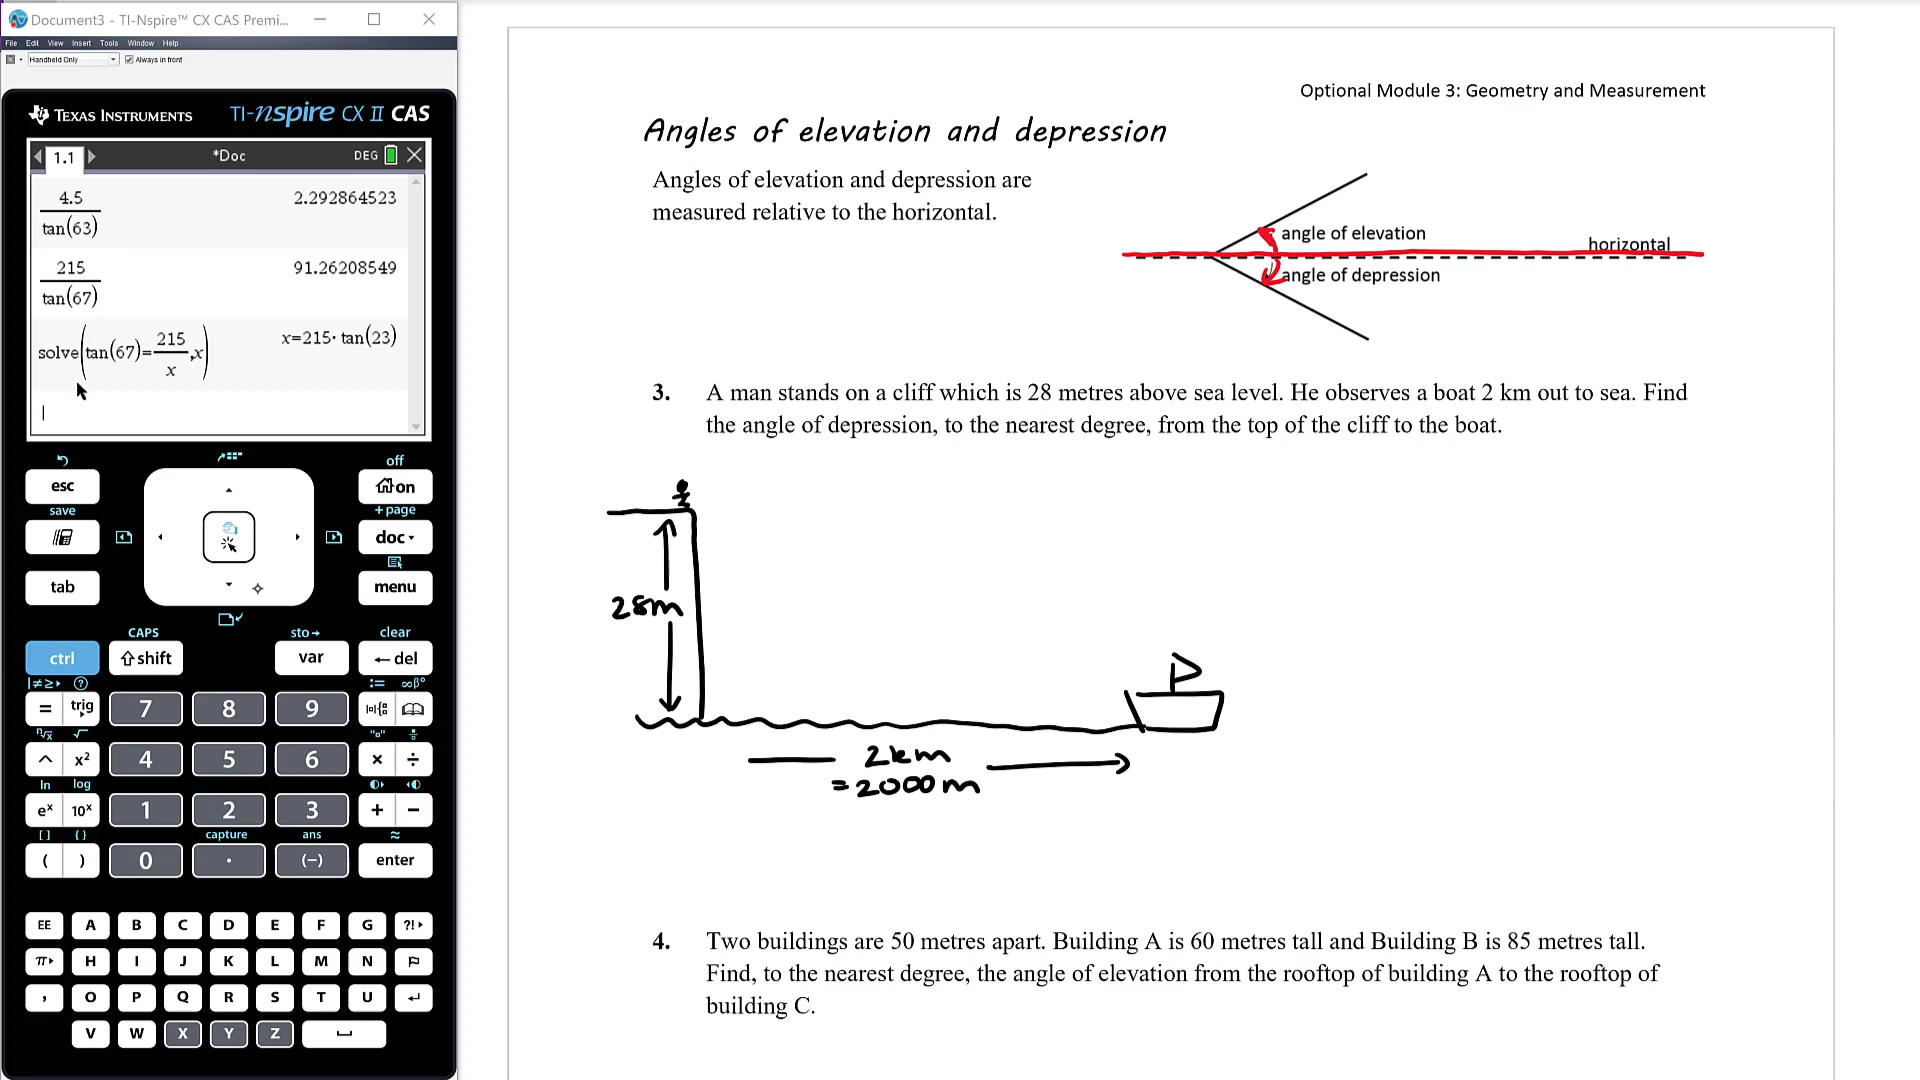 Document3 - TI-Nspire™ CX CAS Premi...
File Edit View Insert Tools Window Help
Handheld Only Always in front
TEXAS INSTRUMENTS TI-nspire CX II CAS
1.1 *Doc DEG
4.5 / tan(63) 2.292864523
215 / tan(67) 91.26208549
solve(tan(67)=215/x,x) x=215·tan(23)
off
esc on
save + page
doc
tab menu
CAPS sto→ clear
ctrl shift var ←del
|≠≥▸ ? := ∞β°
= trig 7 8 9
ⁿ√x √ "□"
^ x² 4 5 6 × ÷
ln log
eˣ 10ˣ 1 2 3 + −
[ ] { } capture ans ≈
( ) 0 . (−) enter
EE A B C D E F G ?!▸
π▸ H I J K L M N
, O P Q R S T U
V W X Y Z
Optional Module 3: Geometry and Measurement
Angles of elevation and depression
Angles of elevation and depression are
measured relative to the horizontal.
angle of elevation
horizontal
angle of depression
3. A man stands on a cliff which is 28 metres above sea level. He observes a boat 2 km out to sea. Find
the angle of depression, to the nearest degree, from the top of the cliff to the boat.
28m
2km
=2000m
4. Two buildings are 50 metres apart. Building A is 60 metres tall and Building B is 85 metres tall.
Find, to the nearest degree, the angle of elevation from the rooftop of building A to the rooftop of
building C.